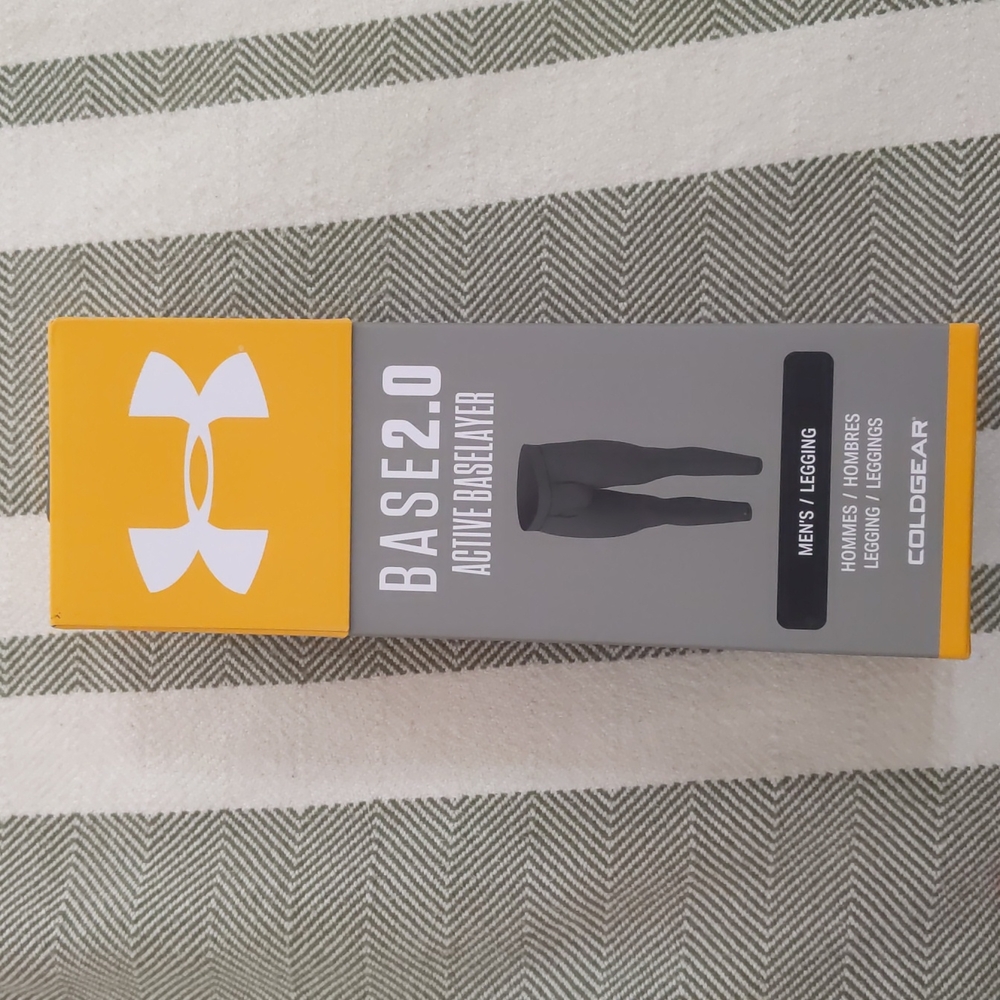 BASE2.0
ACTIVE BASELAYER
MEN'S / LEGGING
HOMMES / HOMBRES
LEGGING / LEGGINGS
COLDGEAR®